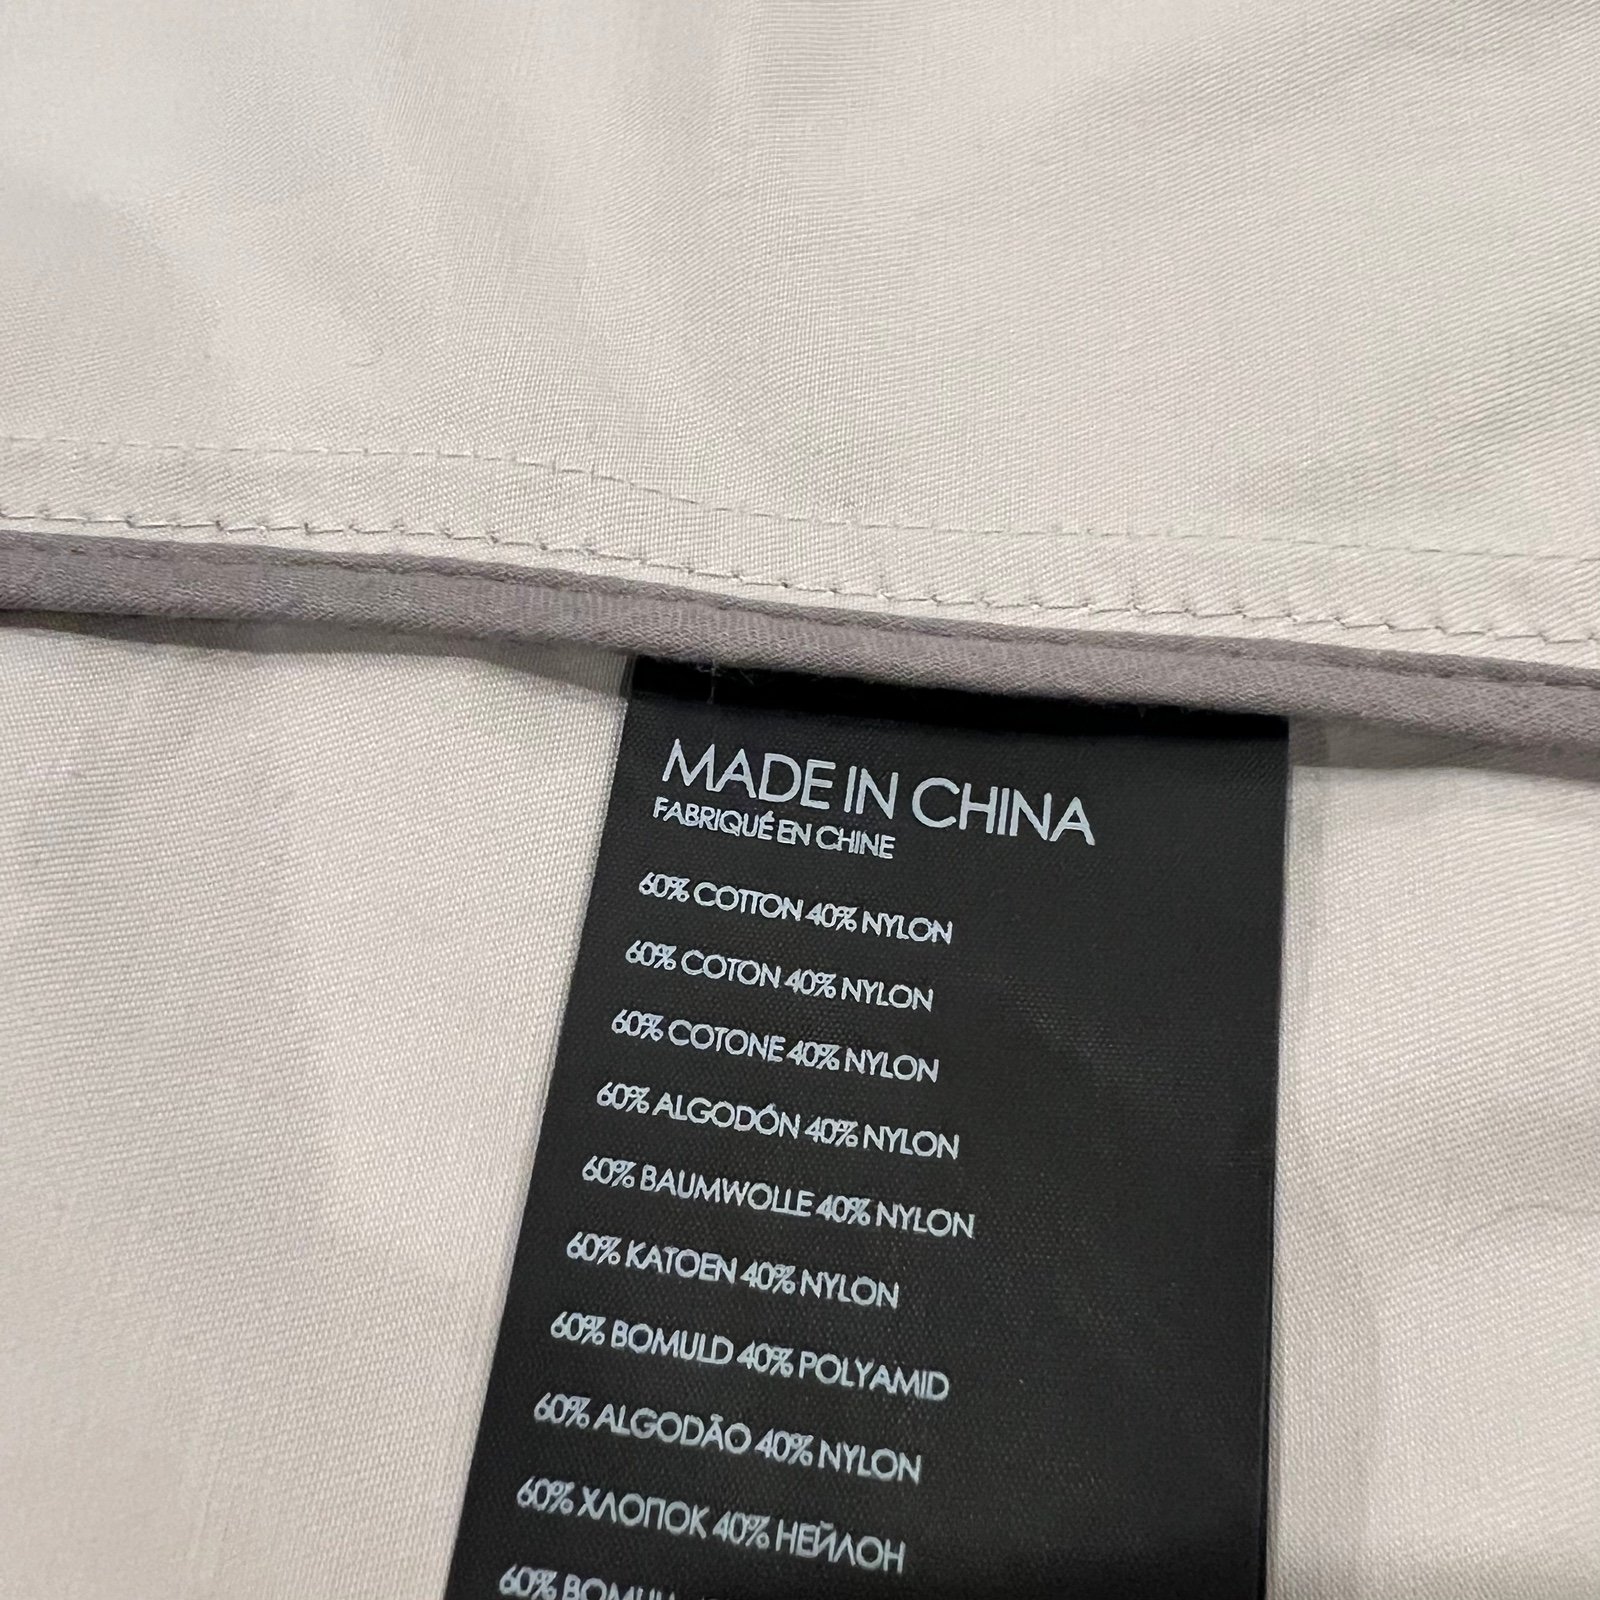 MADE IN CHINA
FABRIQUÉ EN CHINE
60% COTTON 40% NYLON
60% COTON 40% NYLON
60% COTONE 40% NYLON
60% ALGODÓN 40% NYLON
60% BAUMWOLLE 40% NYLON
60% KATOEN 40% NYLON
60% BOMULD 40% POLYAMID
60% ALGODÃO 40% NYLON
60% ХЛОПОК 40% НЕЙЛОН
60%